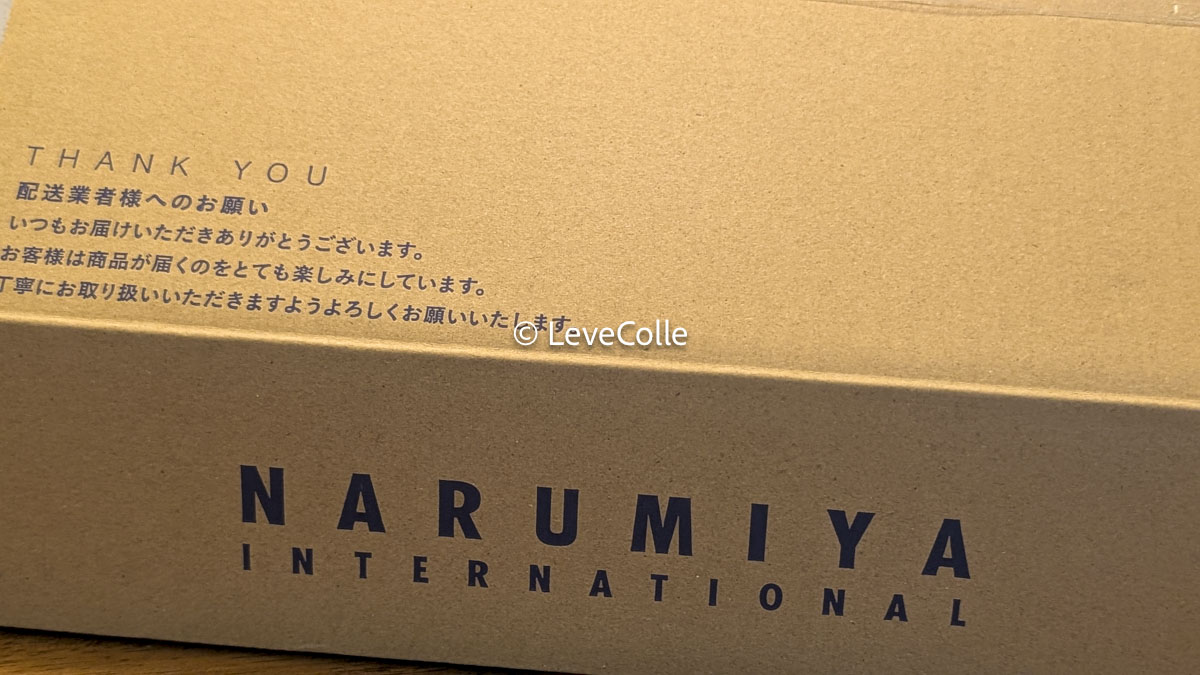 THANK YOU
配送業者様へのお願い
いつもお届けいただきありがとうございます。
お客様は商品が届くのをとても楽しみにしています。
丁寧にお取り扱いいただきますようよろしくお願いいたします
© LeveColle
NARUMIYA
INTERNATIONAL